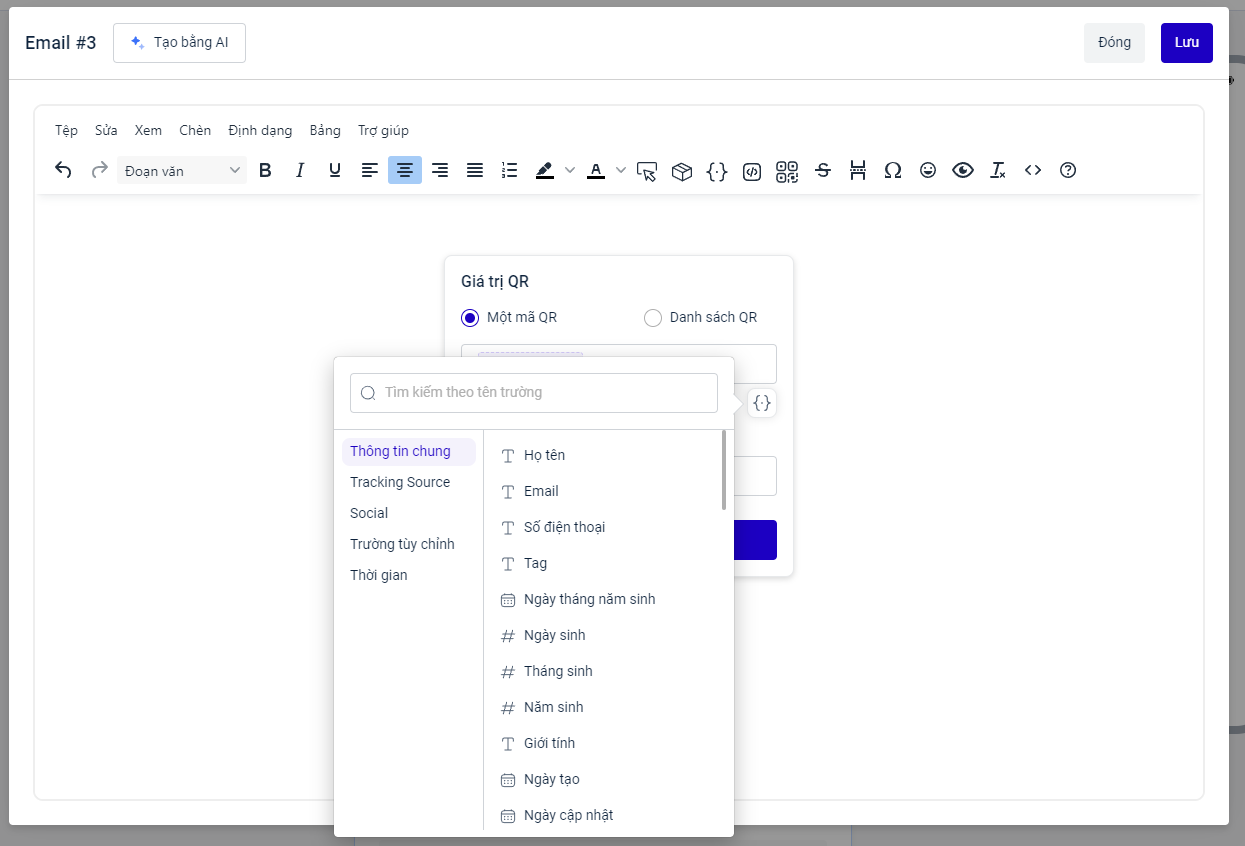 Email #3
Tạo bằng AI
Đóng
Lưu
Tệp Sửa Xem Chèn Định dạng Bảng Trợ giúp
Đoạn văn
Giá trị QR
Một mã QR
Danh sách QR
Tìm kiếm theo tên trường
Thông tin chung
Tracking Source
Social
Trường tùy chỉnh
Thời gian
Họ tên
Email
Số điện thoại
Tag
Ngày tháng năm sinh
Ngày sinh
Tháng sinh
Năm sinh
Giới tính
Ngày tạo
Ngày cập nhật